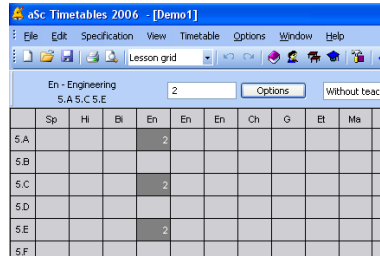 aSc Timetables 2006 - [Demo1]
File Edit Specification View Timetable Options Window Help
Lesson grid
En - Engineering
5.A 5.C 5.E
2
Options
Without teac
Sp Hi Bi En En En Ch G Et Ma
5.A 2
5.B
5.C 2
5.D
5.E 2
5.F